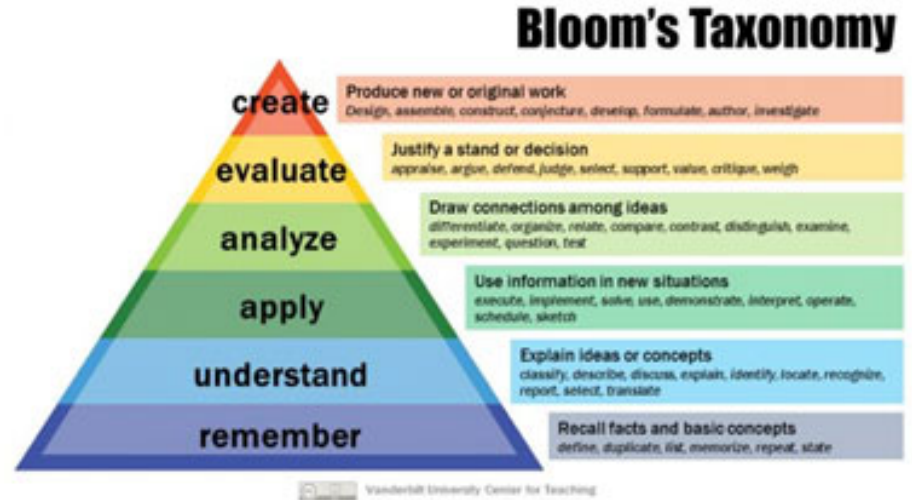 Bloom's Taxonomy
create
Produce new or original work
Design, assemble, construct, conjecture, develop, formulate, author, investigate
evaluate
Justify a stand or decision
appraise, argue, defend, judge, select, support, value, critique, weigh
analyze
Draw connections among ideas
differentiate, organize, relate, compare, contrast, distinguish, examine,
experiment, question, test
apply
Use information in new situations
execute, implement, solve, use, demonstrate, interpret, operate,
schedule, sketch
understand
Explain ideas or concepts
classify, describe, discuss, explain, identify, locate, recognize,
report, select, translate
remember
Recall facts and basic concepts
define, duplicate, list, memorize, repeat, state
Vanderbilt University Center for Teaching